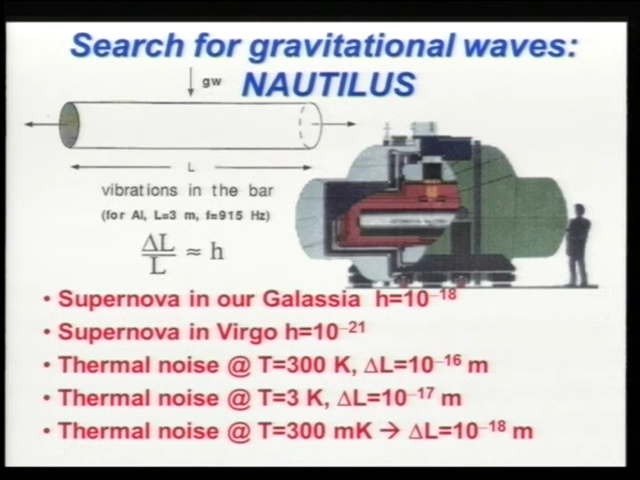 Search for gravitational waves:
NAUTILUS
gw
L
vibrations in the bar
(for Al, L=3 m, f=915 Hz)
ΔL/L ≈ h
• Supernova in our Galassia h=10⁻¹⁸
• Supernova in Virgo h=10⁻²¹
• Thermal noise @ T=300 K, ΔL=10⁻¹⁶ m
• Thermal noise @ T=3 K, ΔL=10⁻¹⁷ m
• Thermal noise @ T=300 mK → ΔL=10⁻¹⁸ m